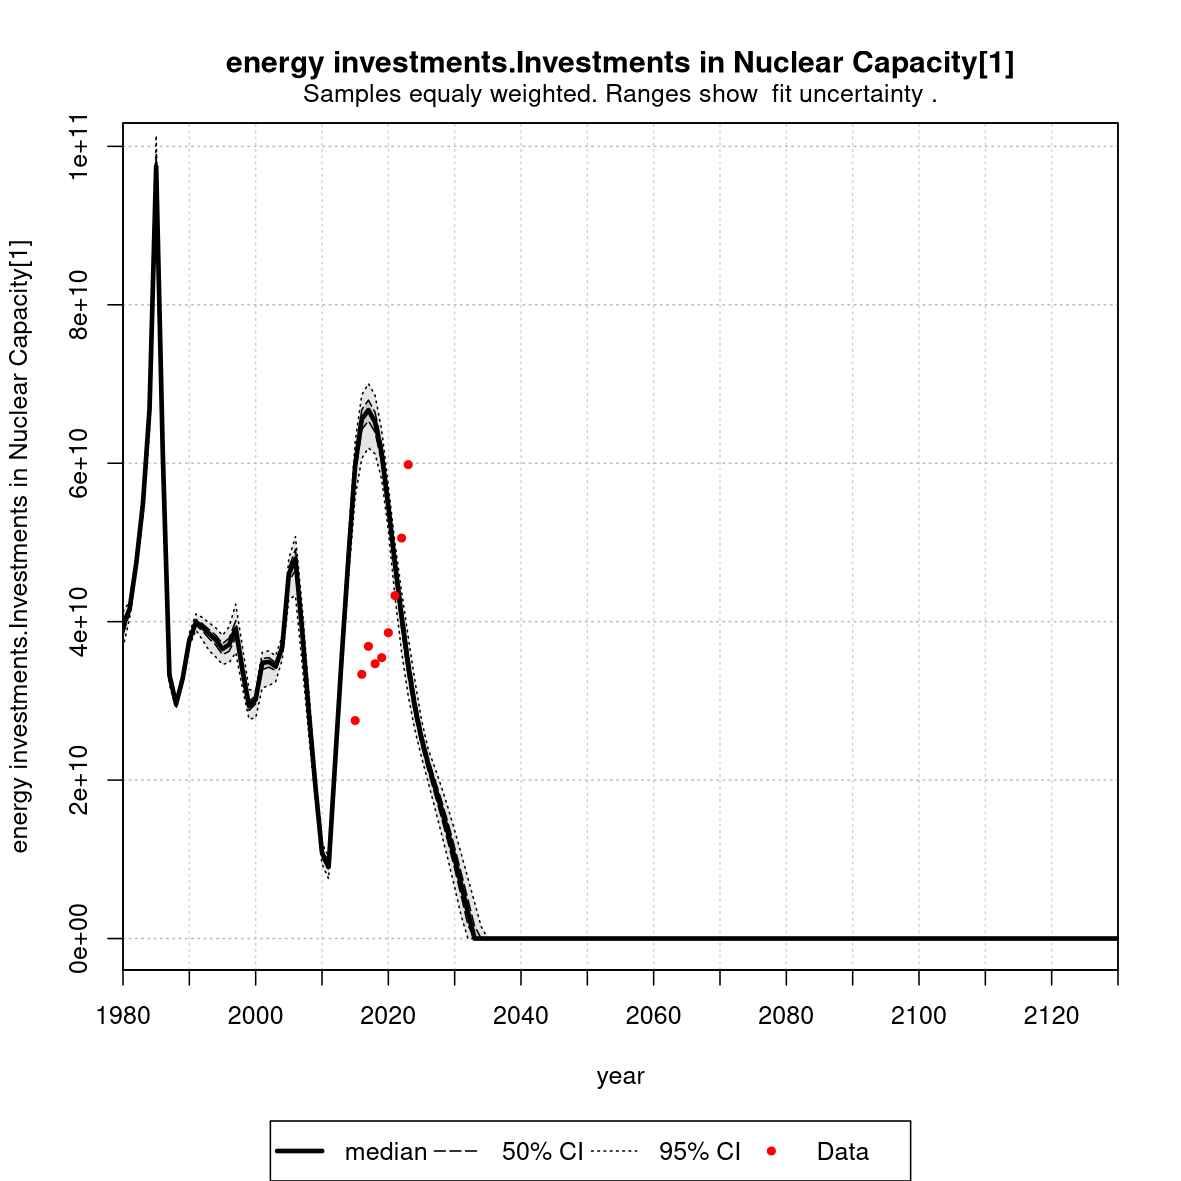 energy investments.Investments in Nuclear Capacity[1]
Samples equaly weighted. Ranges show  fit uncertainty .
energy investments.Investments in Nuclear Capacity[1]
1e+11
8e+10
6e+10
4e+10
2e+10
0e+00
1980 2000 2020 2040 2060 2080 2100 2120
year
median 50% CI 95% CI Data